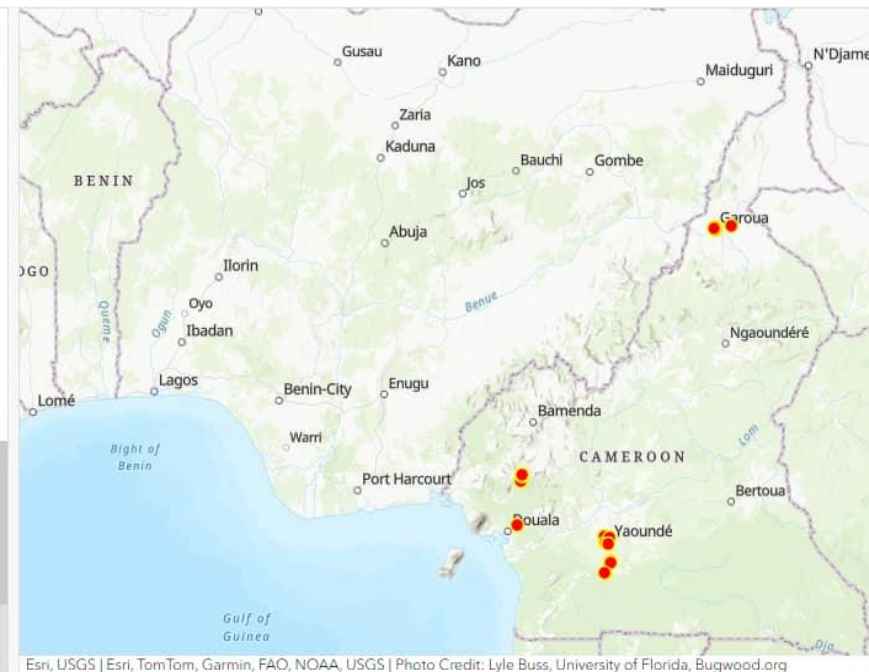 Gusau
Kano
N'Djame
Maiduguri
Zaria
Kaduna
Bauchi
Gombe
Jos
BENIN
Garoua
Abuja
OGO
Ilorin
Benue
Oyo
Queme
Ogun
Ibadan
Ngaoundéré
Lagos
Benin-City
Enugu
Lomé
Bamenda
Warri
Bight of
Benin
CAMEROON
Lom
Port Harcourt
Bertoua
Douala
Yaoundé
Gulf of
Guinea
Dja
Esri, USGS | Esri, TomTom, Garmin, FAO, NOAA, USGS | Photo Credit: Lyle Buss, University of Florida, Bugwood.org